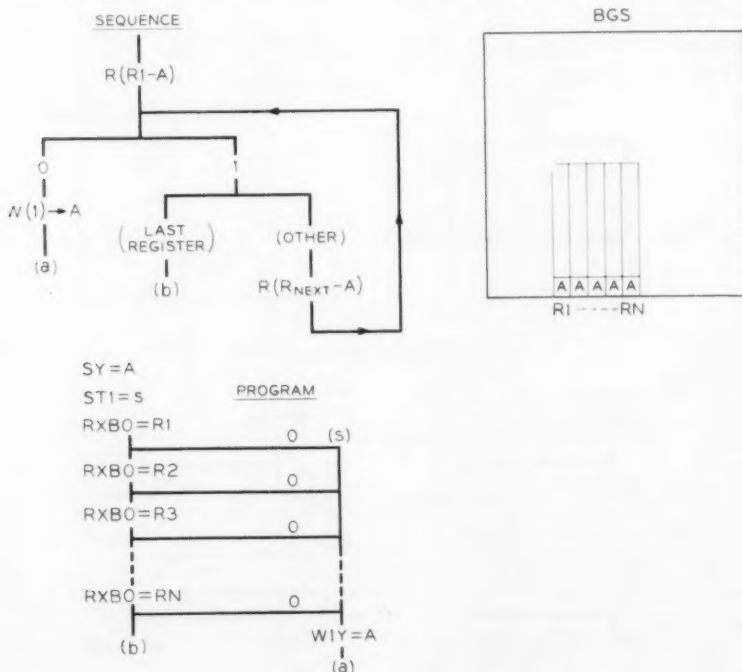 SEQUENCE
R(R1-A)
0 1
W(1)→A
(LAST REGISTER)
(OTHER)
(a)
(b)
R(RNEXT-A)
BGS
A A A A A
R1 ----- RN
SY=A
ST1=s
PROGRAM
RXB0=R1
0 (s)
RXB0=R2
0
RXB0=R3
0
RXB0=RN
0
(b)
W1Y=A
(a)